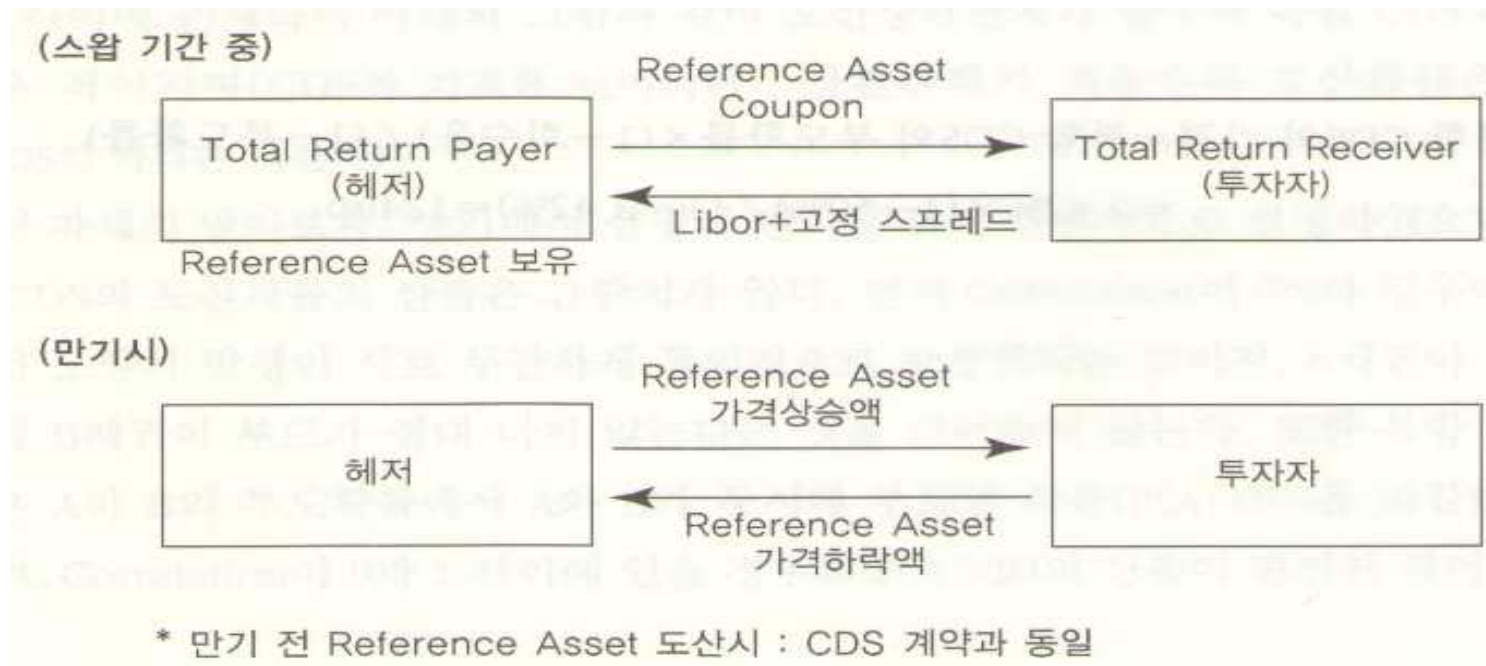 (스왑 기간 중)
Reference Asset
Coupon
Total Return Payer
(헤저)
Total Return Receiver
(투자자)
Libor+고정 스프레드
Reference Asset 보유
(만기시)
Reference Asset
가격상승액
헤저
투자자
Reference Asset
가격하락액
* 만기 전 Reference Asset 도산시 : CDS 계약과 동일